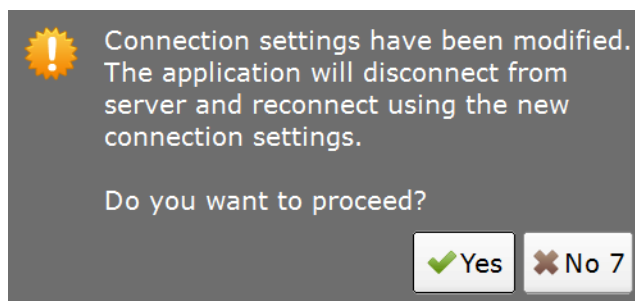 Connection settings have been modified.
The application will disconnect from
server and reconnect using the new
connection settings.
Do you want to proceed?
Yes
No 7